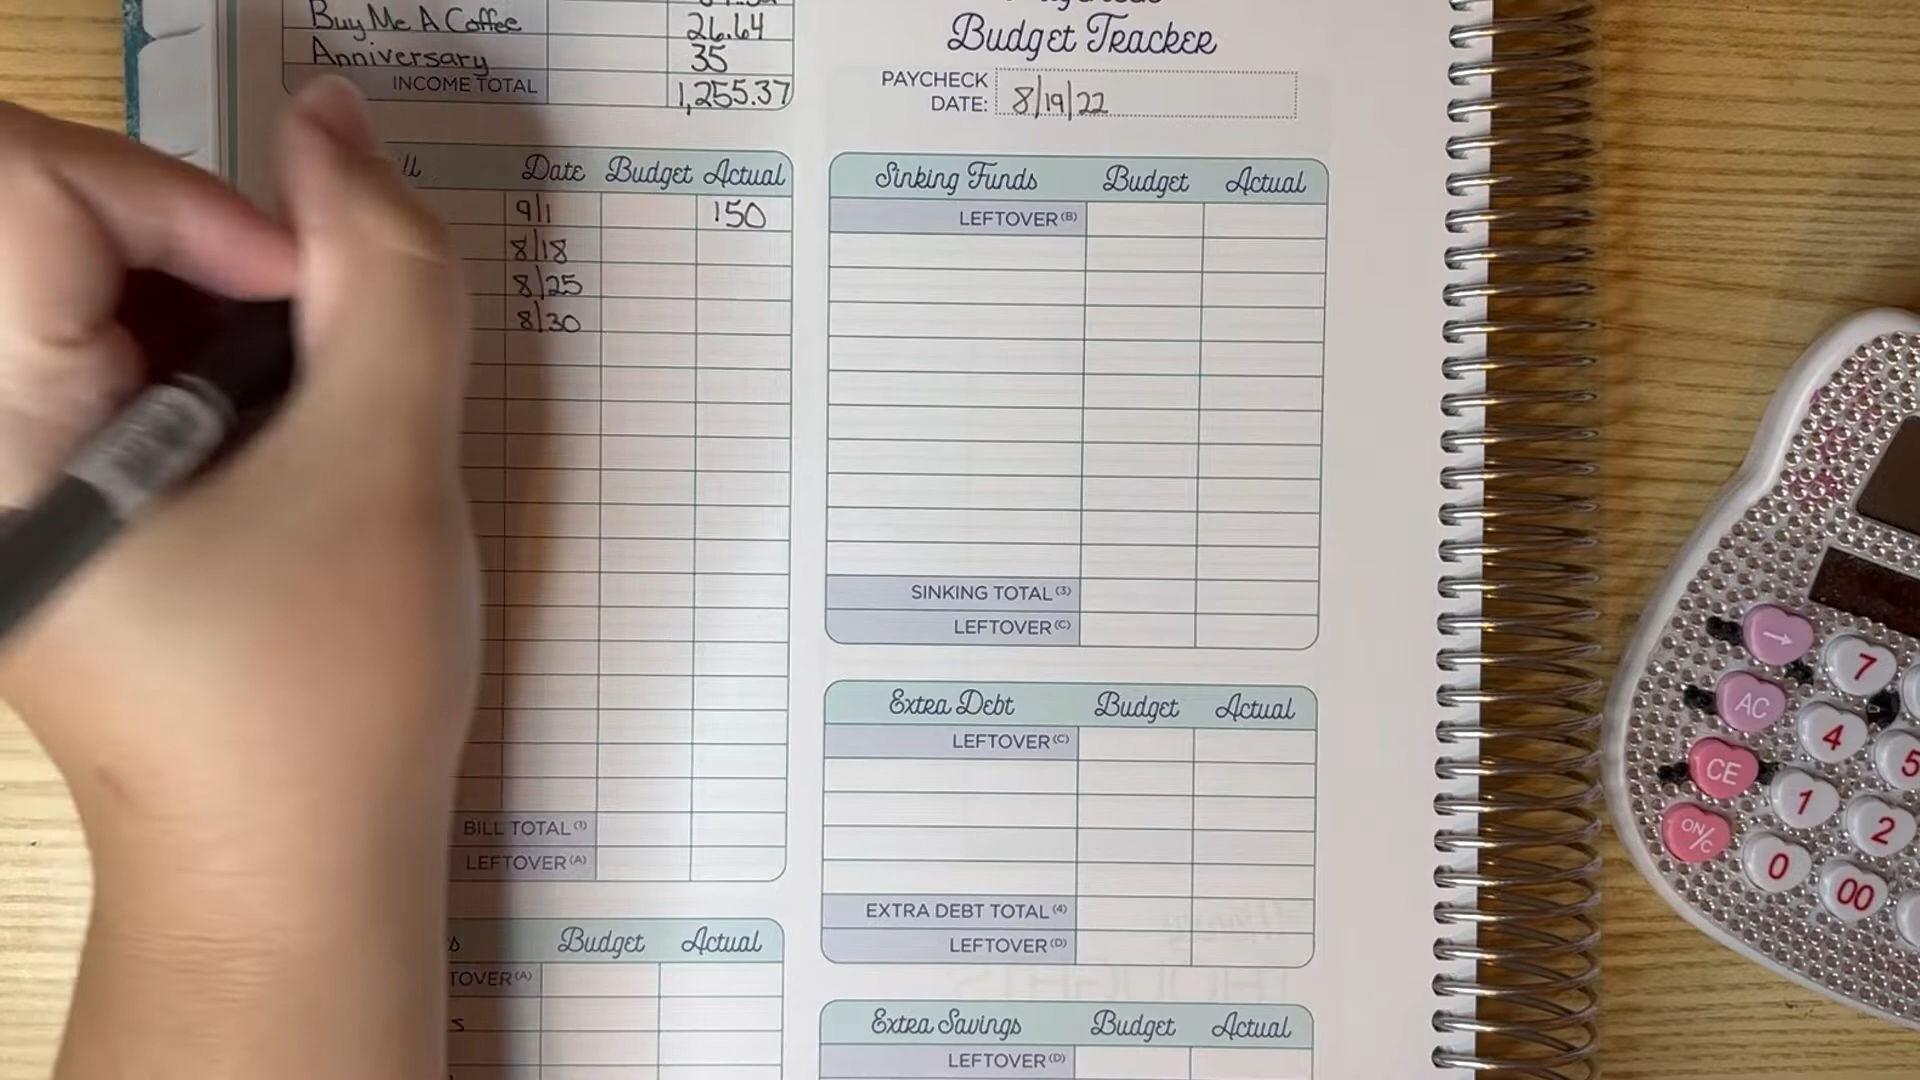 Buy Me A Coffee 26.64
Anniversary 35
INCOME TOTAL 1,255.37
Date Budget Actual
9/1 150
8/18
8/25
8/30
BILL TOTAL (1)
LEFTOVER (A)
Budget Actual
(A)
Budget Tracker
PAYCHECK
DATE: 8/19/22
Sinking Funds Budget Actual
LEFTOVER (B)
SINKING TOTAL (3)
LEFTOVER (C)
Extra Debt Budget Actual
LEFTOVER (C)
EXTRA DEBT TOTAL (4)
LEFTOVER (D)
Extra Savings Budget Actual
LEFTOVER (D)
→ 7
AC 4 5
CE 1 2
ON/C 0 00